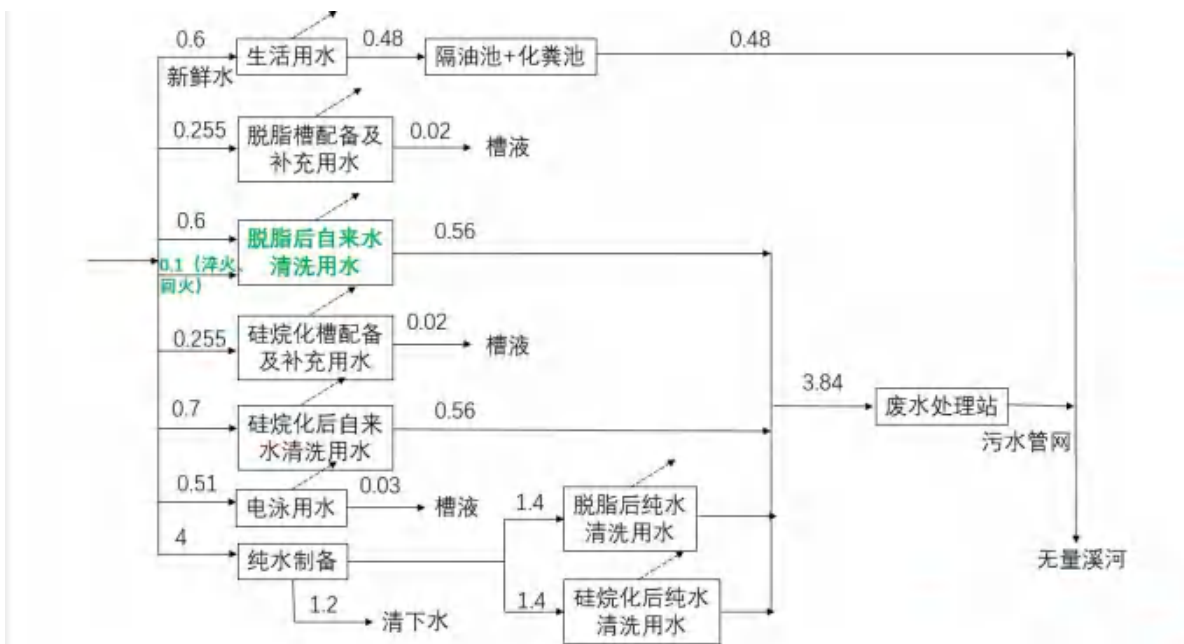 0.6
新鲜水
生活用水
0.48
隔油池+化粪池
0.48
0.255
脱脂槽配备及
补充用水
0.02
槽液
0.6
0.1（淬火、
回火）
脱脂后自来水
清洗用水
0.56
0.255
硅烷化槽配备
及补充用水
0.02
槽液
0.7
硅烷化后自来
水清洗用水
0.56
3.84
废水处理站
污水管网
0.51
电泳用水
0.03
槽液
4
纯水制备
1.2
清下水
1.4
脱脂后纯水
清洗用水
1.4
硅烷化后纯水
清洗用水
无量溪河